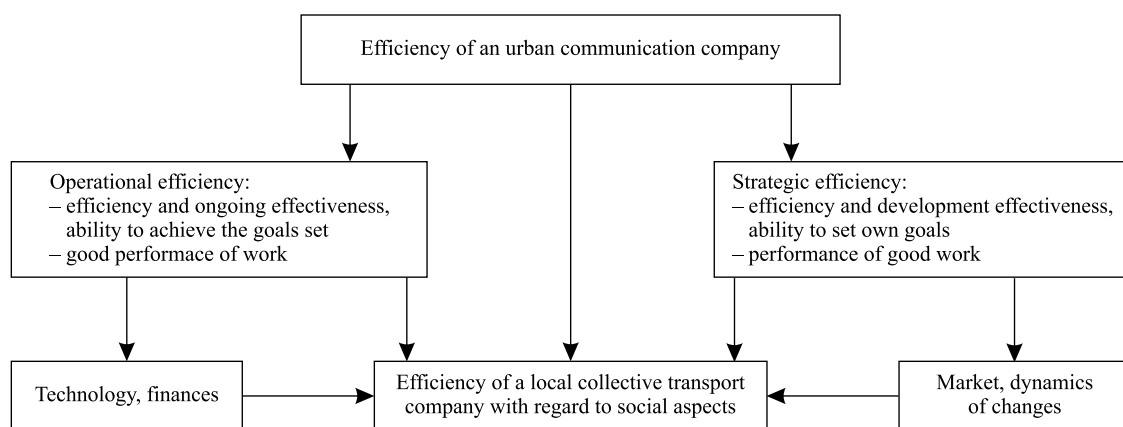 Efficiency of an urban communication company
Operational efficiency:
– efficiency and ongoing effectiveness,
ability to achieve the goals set
– good performace of work
Strategic efficiency:
– efficiency and development effectiveness,
ability to set own goals
– performance of good work
Technology, finances
Efficiency of a local collective transport
company with regard to social aspects
Market, dynamics
of changes